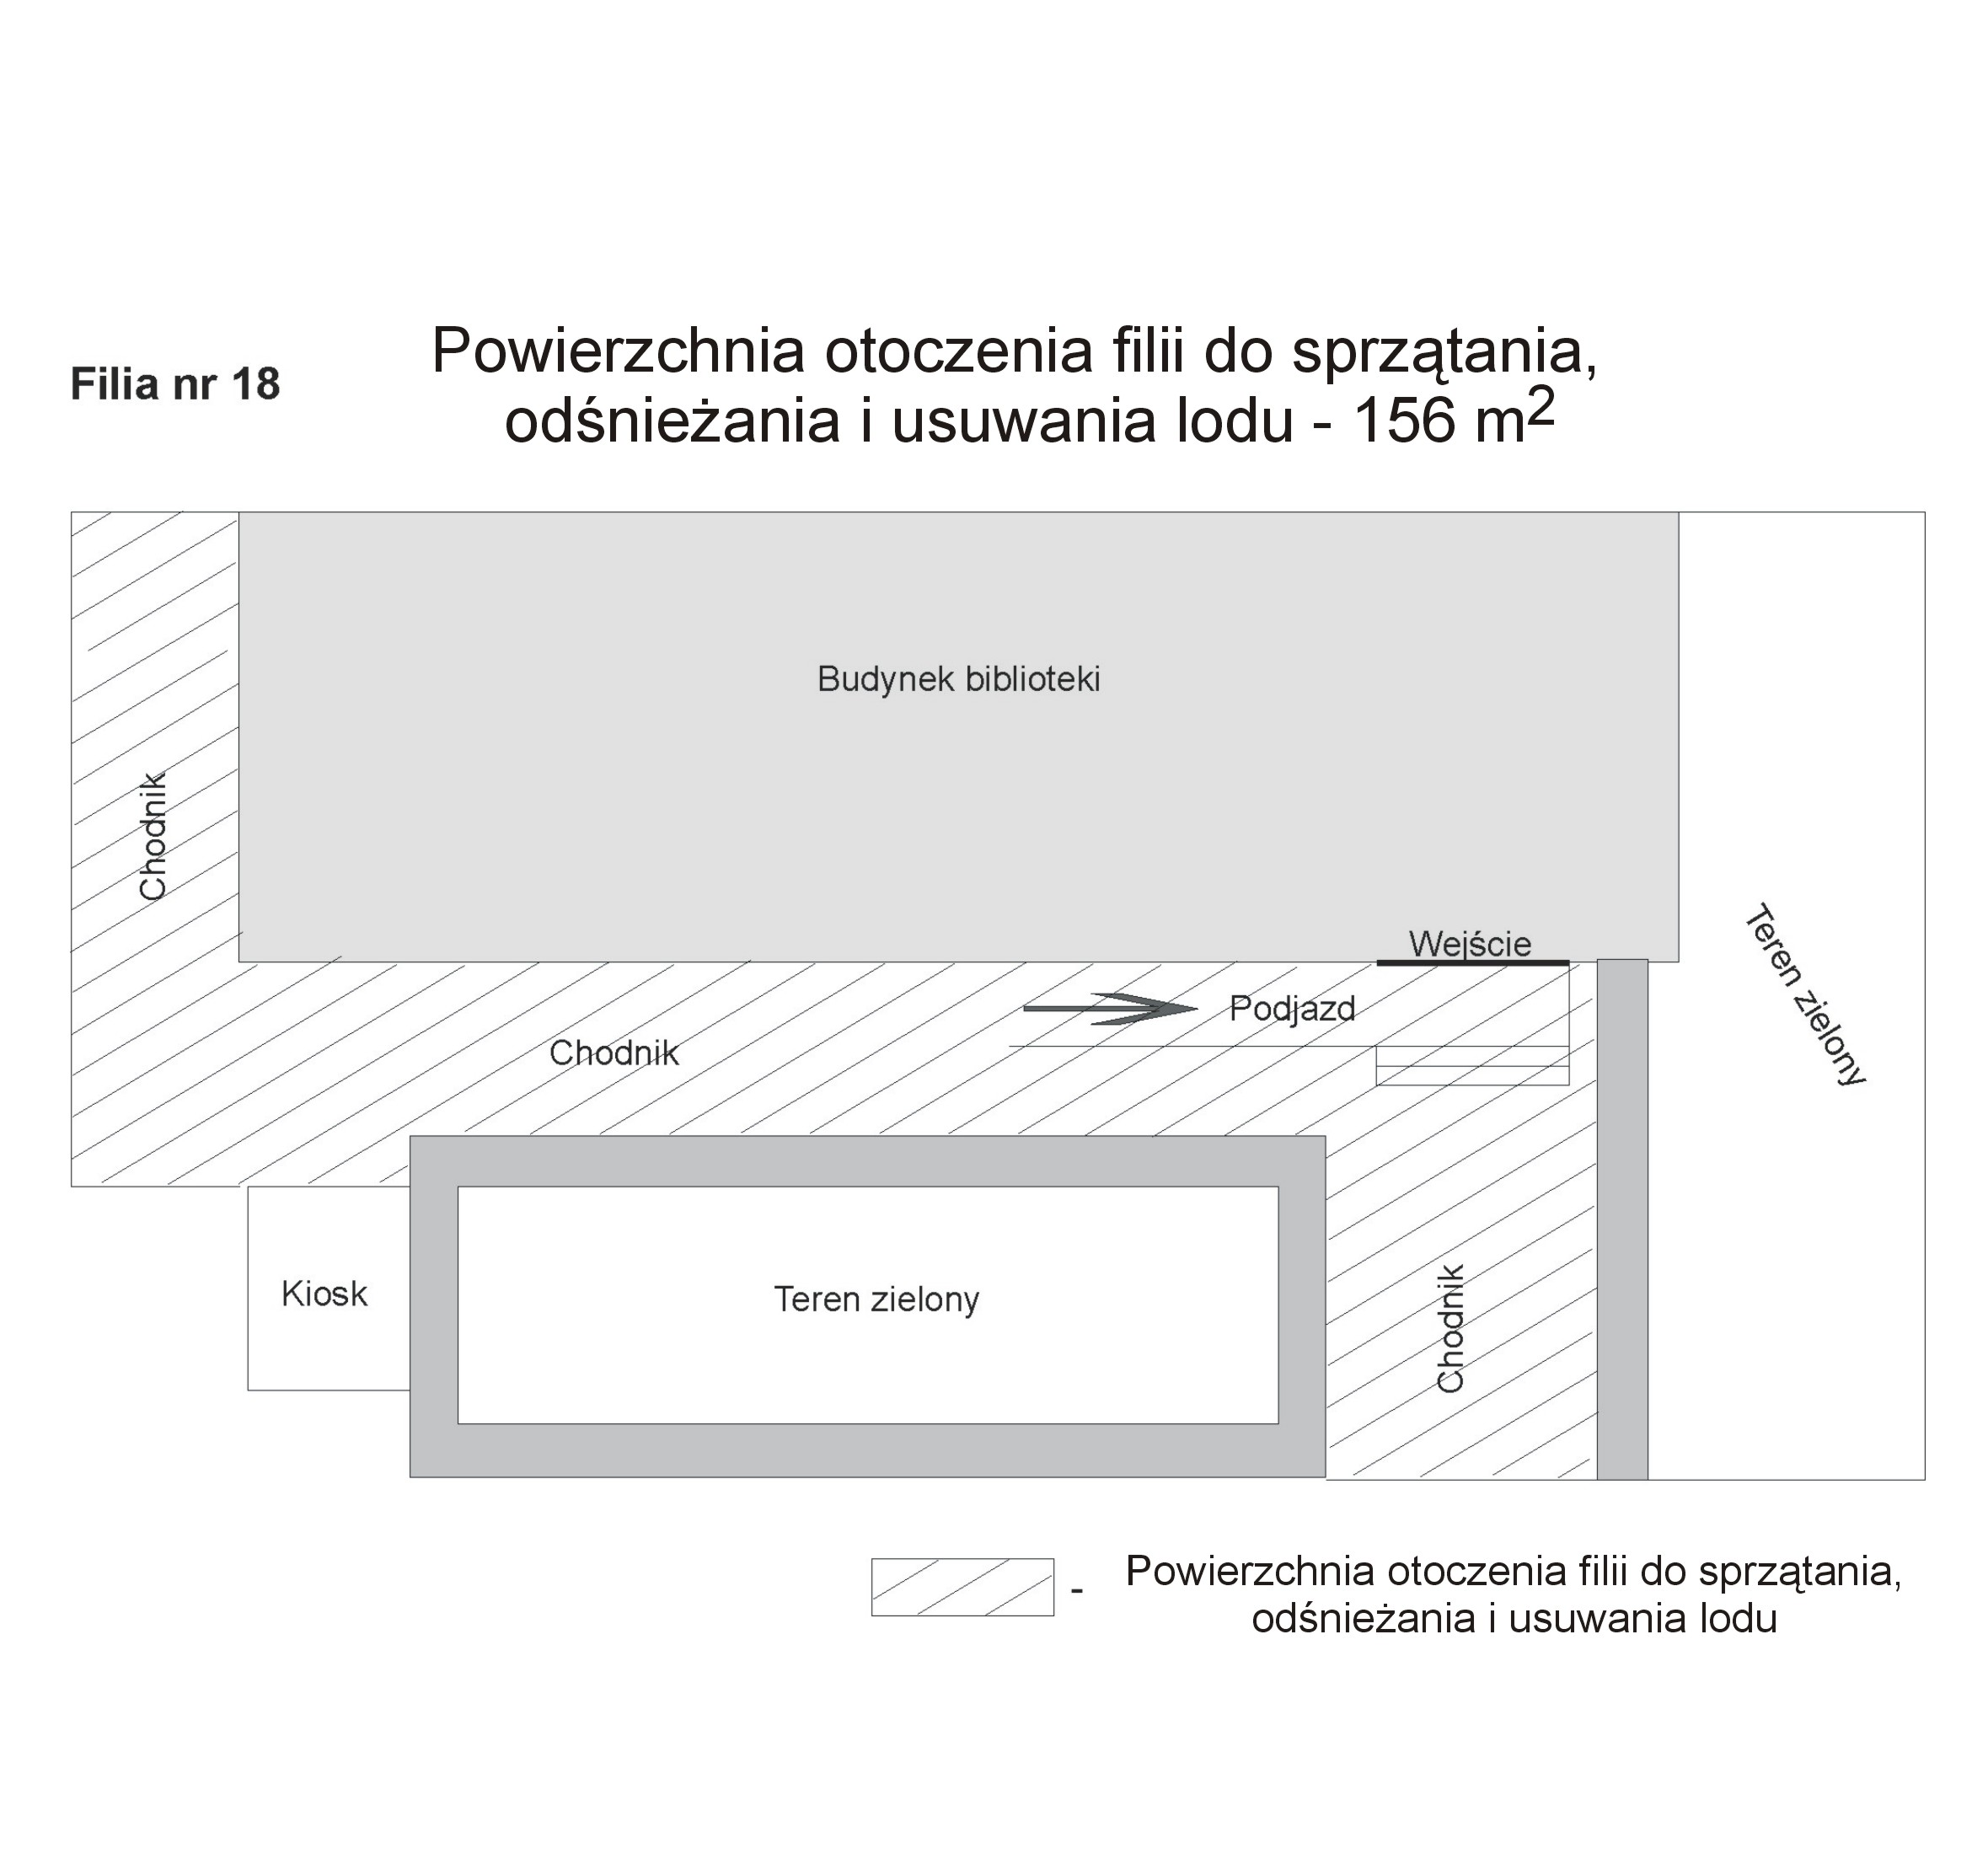 Filia nr 18
Powierzchnia otoczenia filii do sprzątania,
odśnieżania i usuwania lodu - 156 m²
Budynek biblioteki
Chodnik
Wejście
Podjazd
Chodnik
Teren zielony
Kiosk
Teren zielony
Chodnik
- Powierzchnia otoczenia filii do sprzątania,
odśnieżania i usuwania lodu